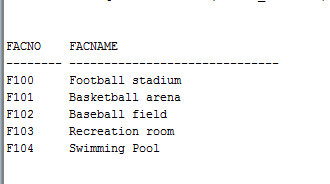 FACNO    FACNAME
-------- ------------------------------
F100     Football stadium
F101     Basketball arena
F102     Baseball field
F103     Recreation room
F104     Swimming Pool